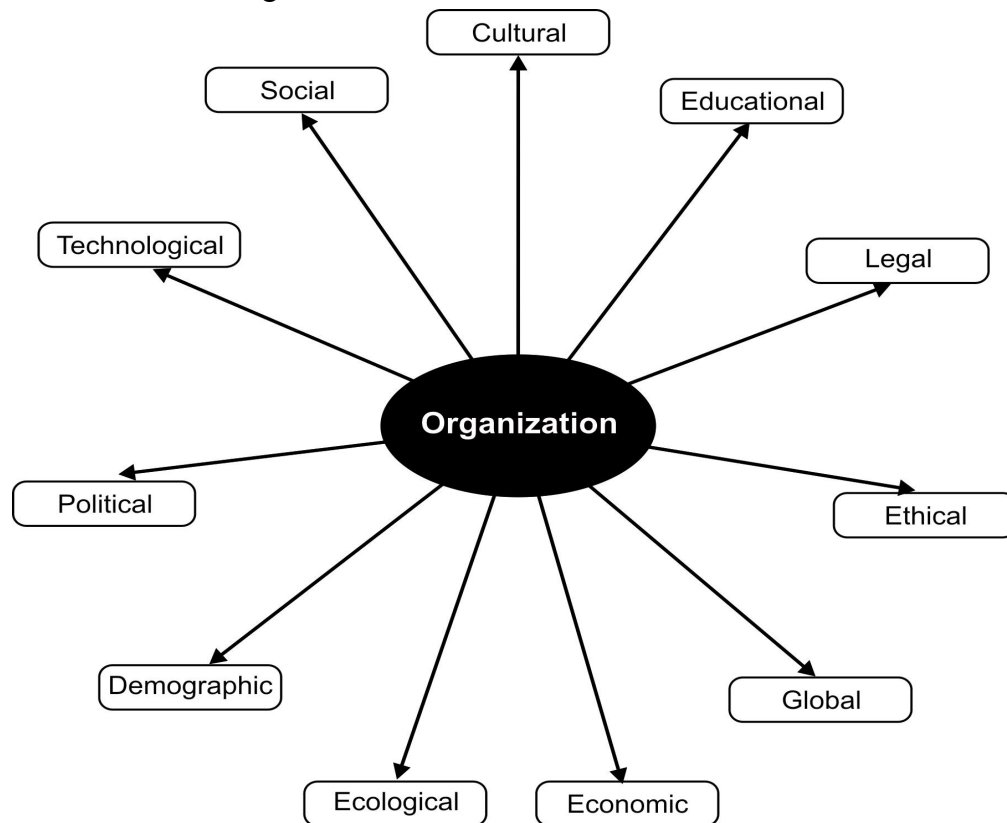 Cultural
Social
Educational
Technological
Legal
Organization
Political
Ethical
Demographic
Global
Ecological
Economic